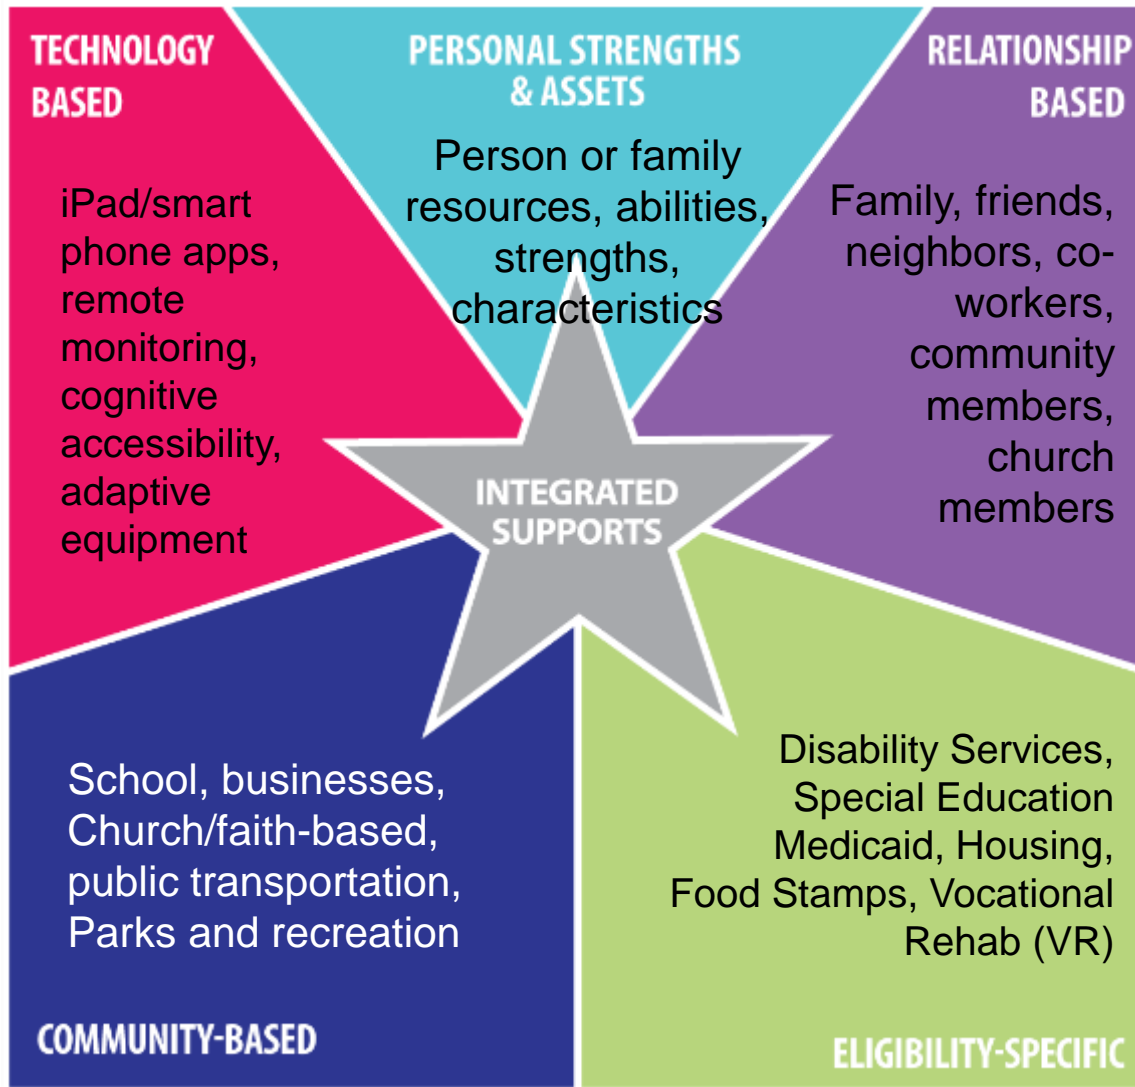 TECHNOLOGY
BASED
iPad/smart
phone apps,
remote
monitoring,
cognitive
accessibility,
adaptive
equipment
PERSONAL STRENGTHS
& ASSETS
Person or family
resources, abilities,
strengths,
characteristics
RELATIONSHIP
BASED
Family, friends,
neighbors, co-
workers,
community
members,
church
members
INTEGRATED
SUPPORTS
School, businesses,
Church/faith-based,
public transportation,
Parks and recreation
COMMUNITY-BASED
Disability Services,
Special Education
Medicaid, Housing,
Food Stamps, Vocational
Rehab (VR)
ELIGIBILITY-SPECIFIC